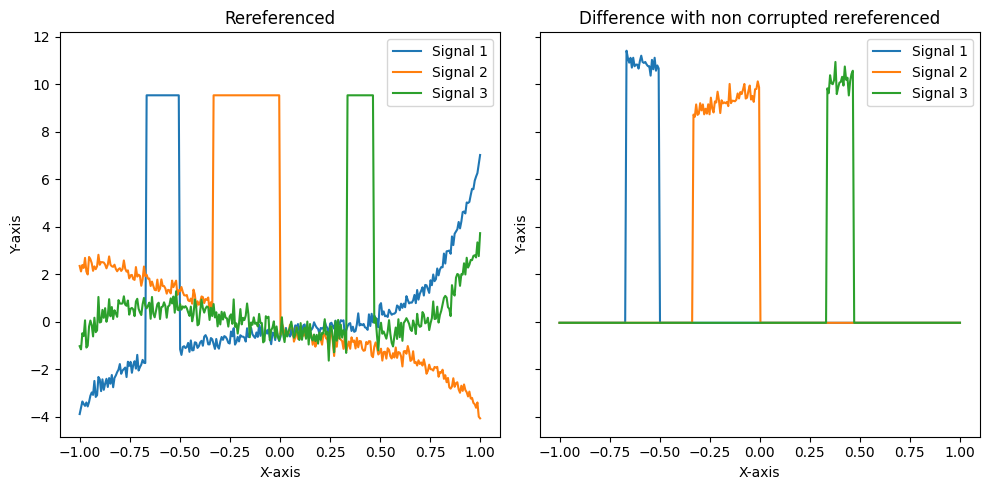 Rereferenced
Y-axis
12
10
8
6
4
2
0
−2
−4
Signal 1
Signal 2
Signal 3
−1.00 −0.75 −0.50 −0.25 0.00 0.25 0.50 0.75 1.00
X-axis
Difference with non corrupted rereferenced
Y-axis
Signal 1
Signal 2
Signal 3
−1.00 −0.75 −0.50 −0.25 0.00 0.25 0.50 0.75 1.00
X-axis